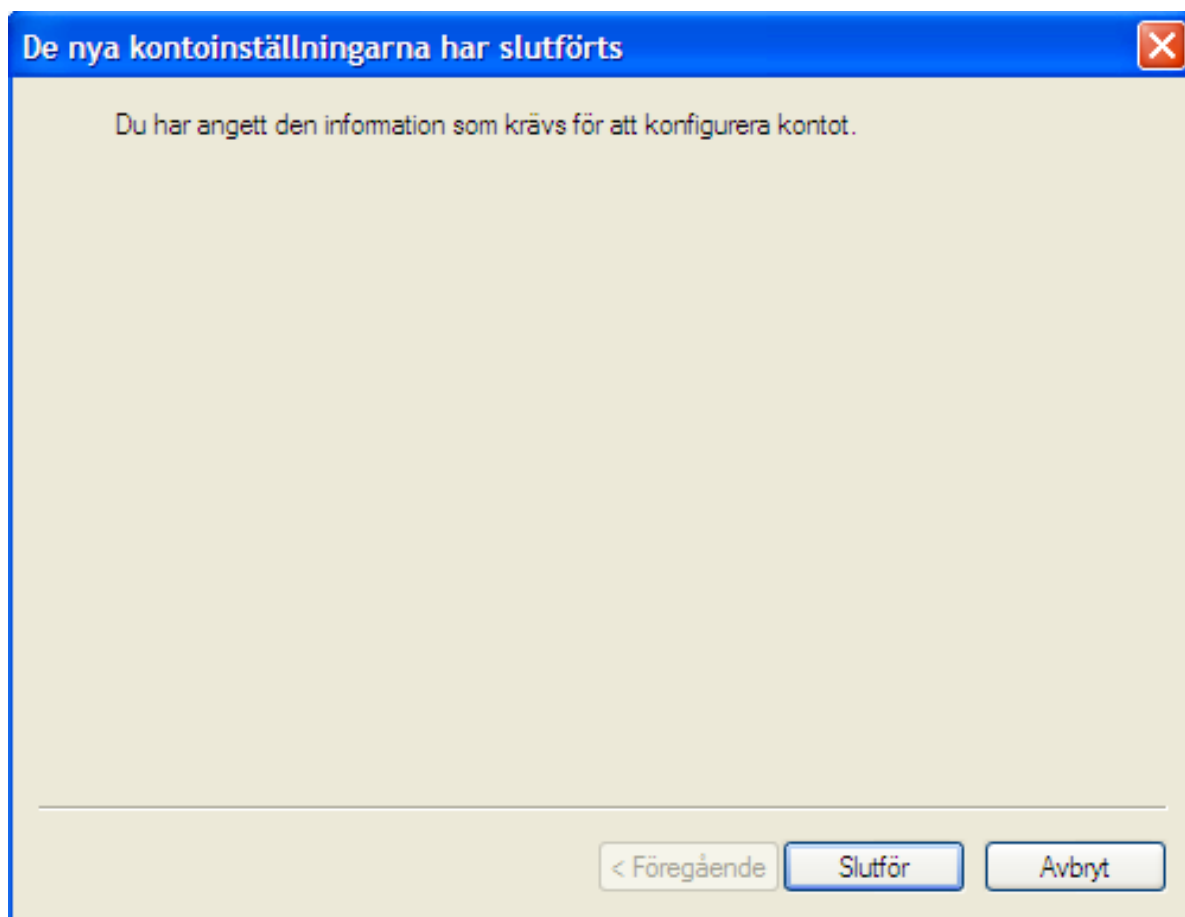 De nya kontoinställningarna har slutförts
Du har angett den information som krävs för att konfigurera kontot.
< Föregående Slutför Avbryt